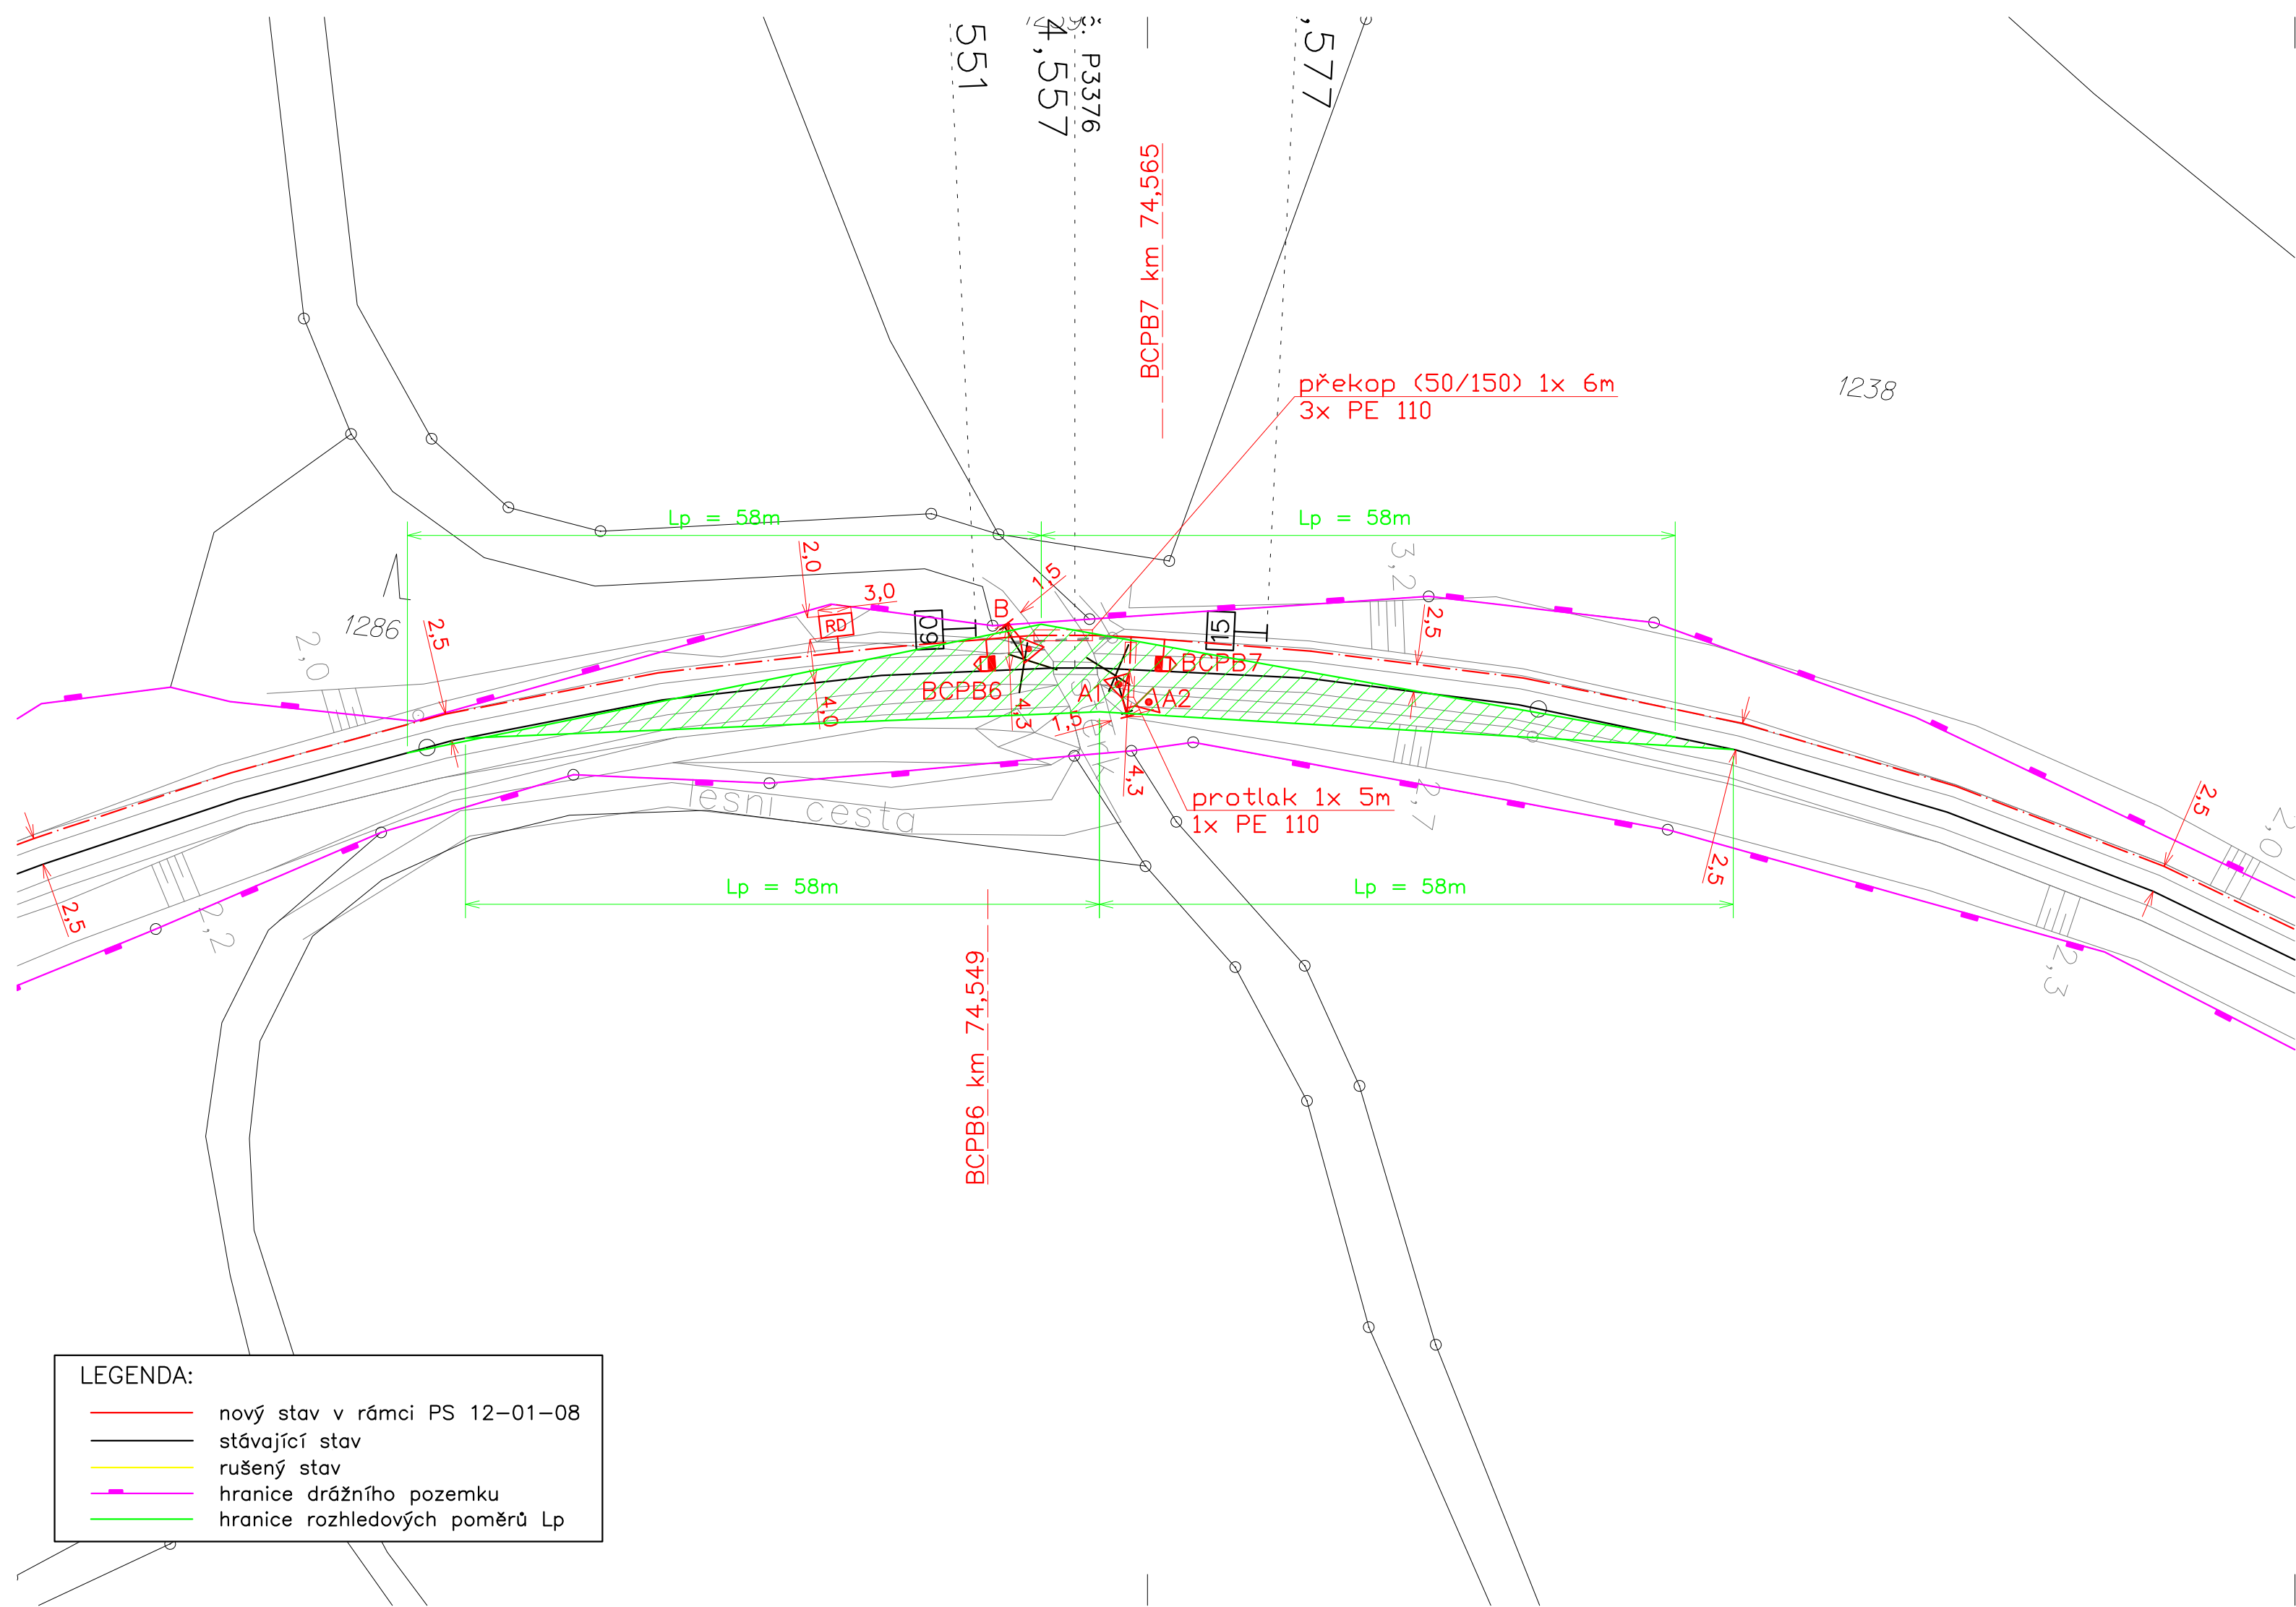 551
4,557
č. P3376
,577
BCPB7 km 74,565
překop (50/150) 1x 6m
3x PE 110
1238
Lp = 58m
Lp = 58m
2,0
3,0
1,5
3,2
1286
2,0
2,5
RD
B
60
15
2,5
BCPB6
BCPB7
A1
A2
4,0
4,3
1,5
4,3
lesní cesta
protlak 1x 5m
1x PE 110
2,7
2,5
2,5
2,0
2,5
2,2
Lp = 58m
Lp = 58m
2,3
BCPB6 km 74,549
LEGENDA:
nový stav v rámci PS 12-01-08
stávající stav
rušený stav
hranice drážního pozemku
hranice rozhledových poměrů Lp